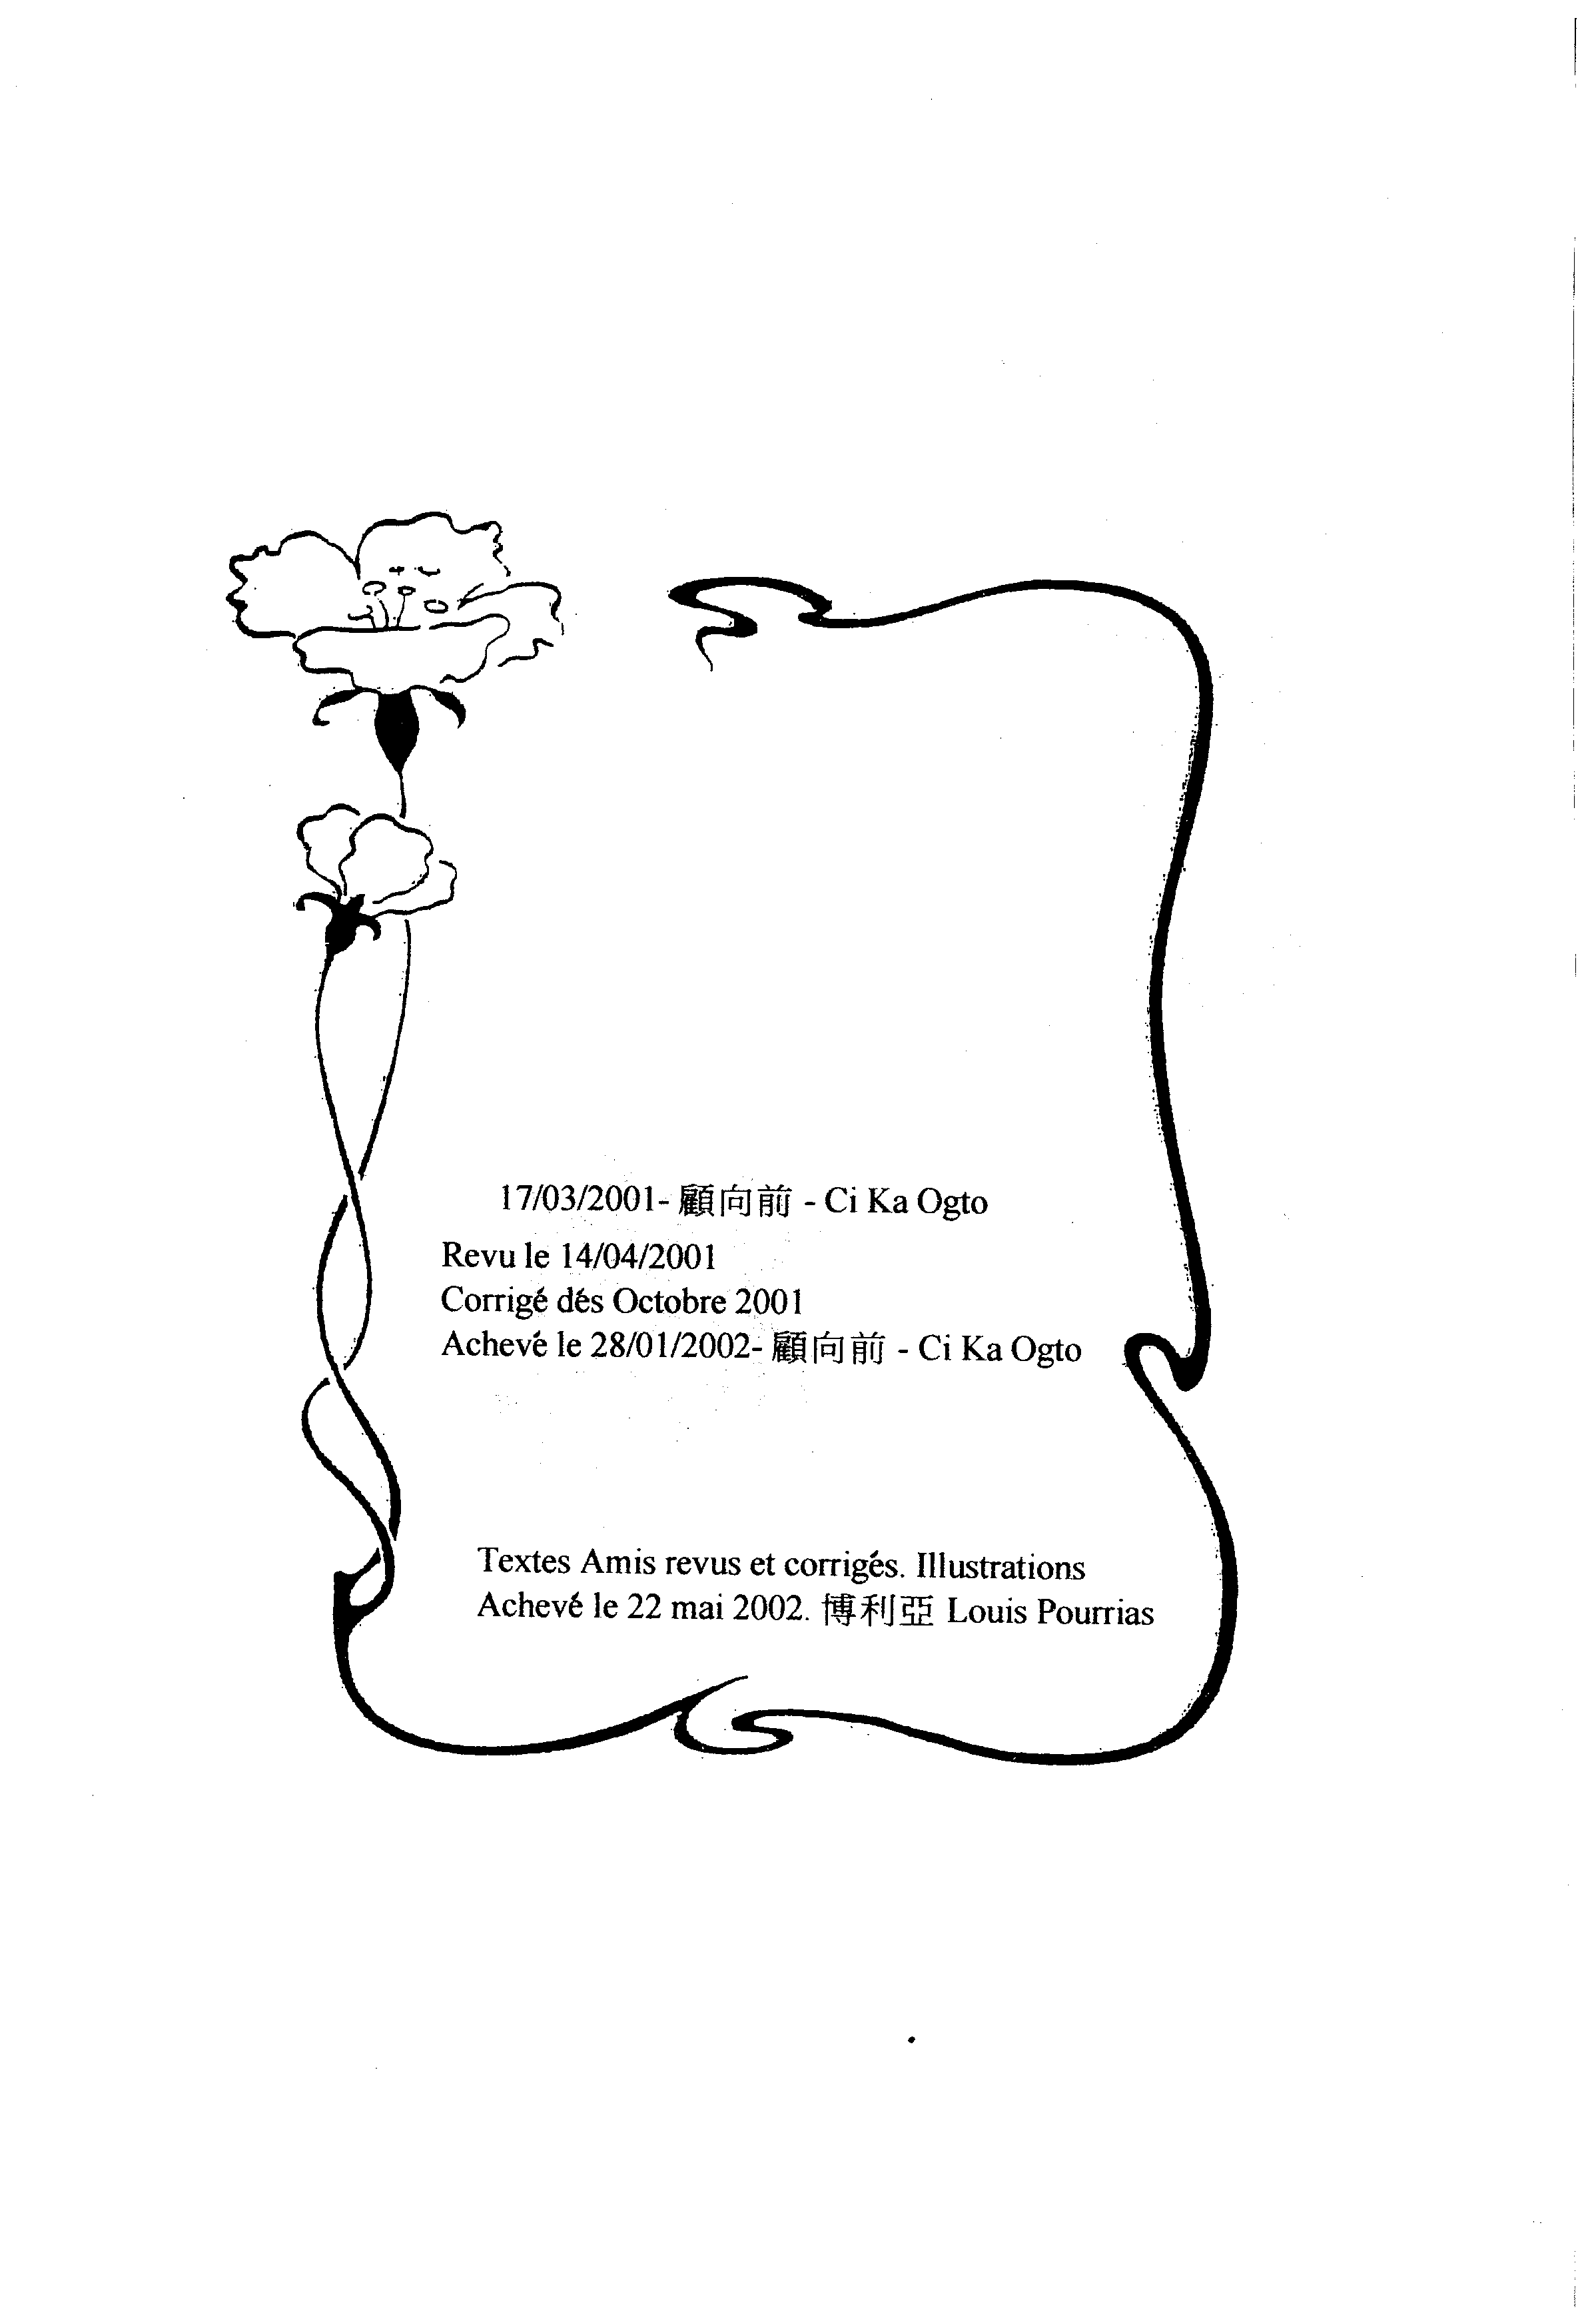 17/03/2001- 顧向前 - Ci Ka Ogto
Revu le 14/04/2001
Corrigé dés Octobre 2001
Achevé le 28/01/2002- 顧向前 - Ci Ka Ogto
Textes Amis revus et corrigés. Illustrations
Achevé le 22 mai 2002. 博利亞 Louis Pourrias